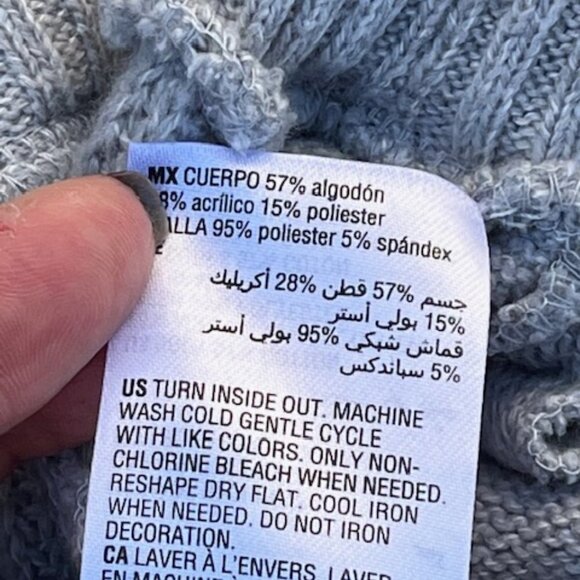 MX CUERPO 57% algodón
8% acrílico 15% poliester
ALLA 95% poliester 5% spándex
جسم 57% قطن 28% أكريليك
15% بولي أستر
قماش شبكي 95% بولي أستر
5% سباندكس
US TURN INSIDE OUT. MACHINE
WASH COLD GENTLE CYCLE
WITH LIKE COLORS. ONLY NON-
CHLORINE BLEACH WHEN NEEDED.
RESHAPE DRY FLAT. COOL IRON
WHEN NEEDED. DO NOT IRON
DECORATION.
CA LAVER À L'ENVERS. LAVER
EN MACHINE À